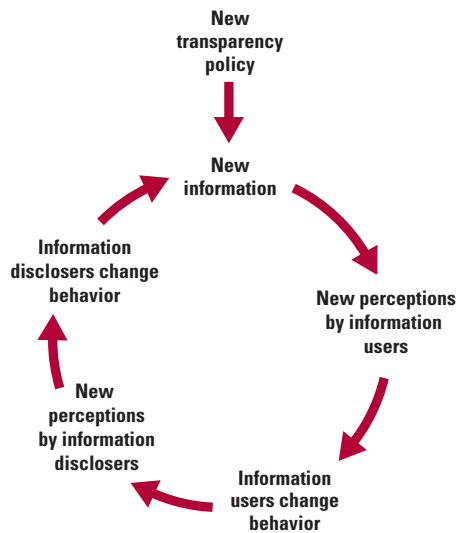 New
transparency
policy
New
information
New perceptions
by information
users
Information
users change
behavior
New
perceptions
by information
disclosers
Information
disclosers change
behavior